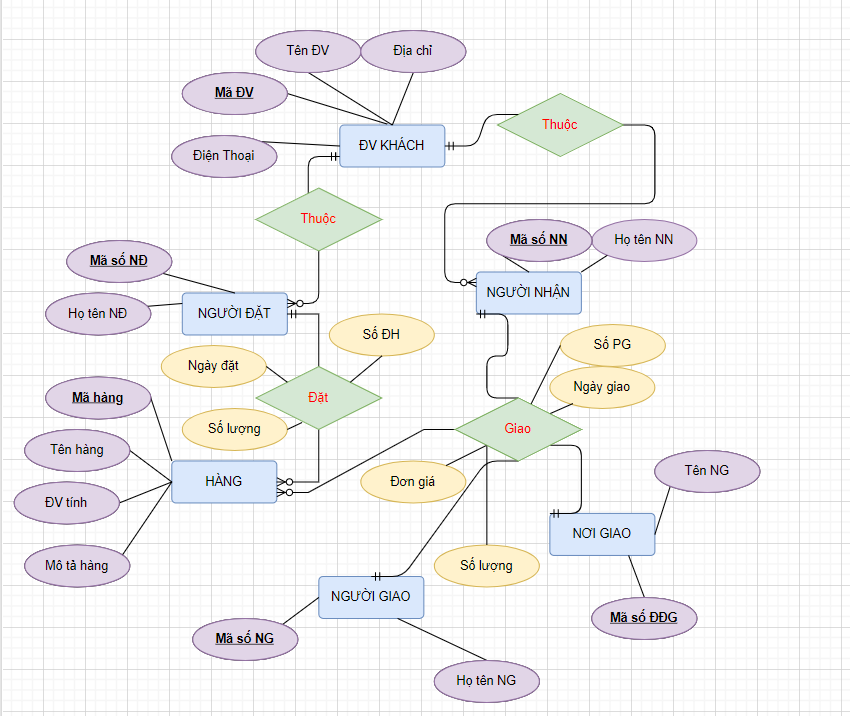 Tên ĐV
Địa chỉ
Mã ĐV
Thuộc
ĐV KHÁCH
Điện Thoại
Thuộc
Mã số NN
Họ tên NN
Mã số NĐ
NGƯỜI NHẬN
Họ tên NĐ
NGƯỜI ĐẶT
Số ĐH
Số PG
Ngày đặt
Ngày giao
Mã hàng
Đặt
Số lượng
Giao
Tên hàng
Tên NG
HÀNG
Đơn giá
ĐV tính
NƠI GIAO
Mô tả hàng
Số lượng
NGƯỜI GIAO
Mã số ĐĐG
Mã số NG
Họ tên NG